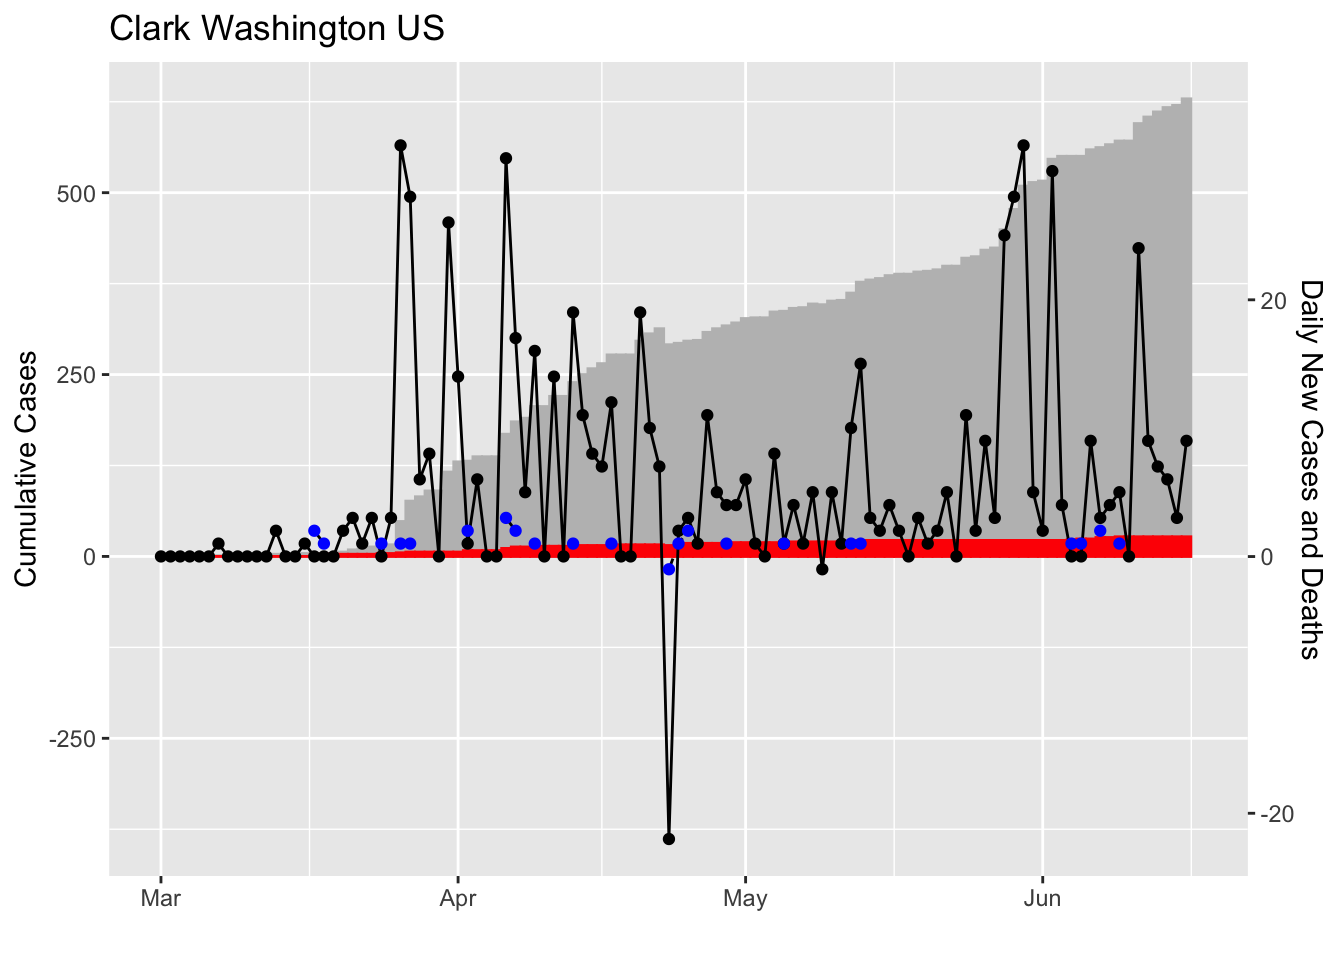 Clark Washington US
Cumulative Cases
500
250
0
-250
20
0
-20
Daily New Cases and Deaths
Mar
Apr
May
Jun